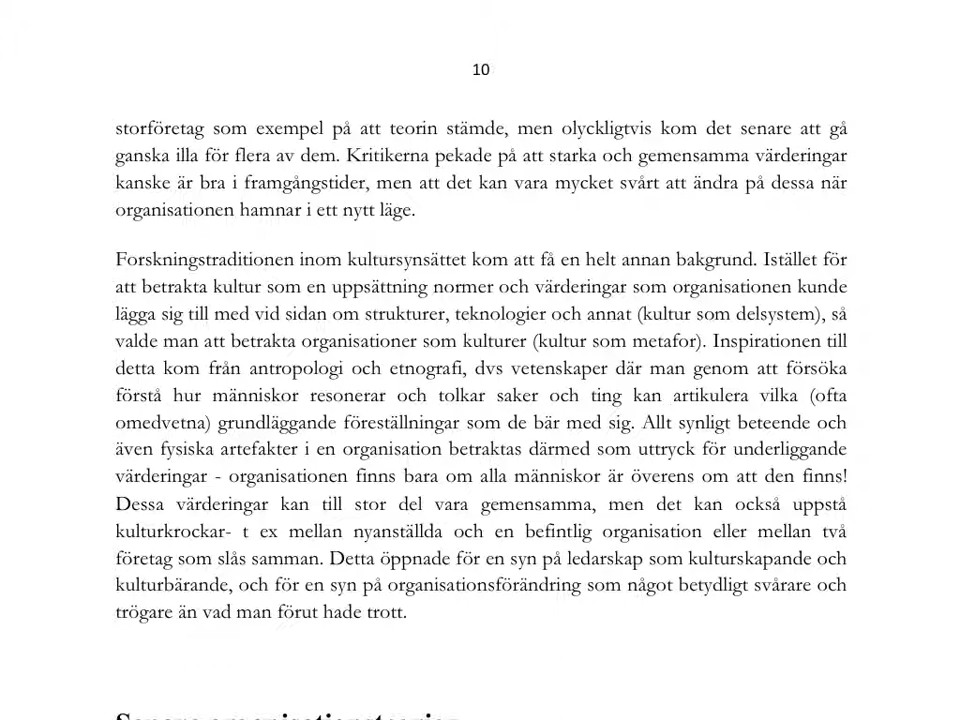 10
storföretag som exempel på att teorin stämde, men olyckligtvis kom det senare att gå
ganska illa för flera av dem. Kritikerna pekade på att starka och gemensamma värderingar
kanske är bra i framgångstider, men att det kan vara mycket svårt att ändra på dessa när
organisationen hamnar i ett nytt läge.
Forskningstraditionen inom kultursynsättet kom att få en helt annan bakgrund. Istället för
att betrakta kultur som en uppsättning normer och värderingar som organisationen kunde
lägga sig till med vid sidan om strukturer, teknologier och annat (kultur som delsystem), så
valde man att betrakta organisationer som kulturer (kultur som metafor). Inspirationen till
detta kom från antropologi och etnografi, dvs vetenskaper där man genom att försöka
förstå hur människor resonerar och tolkar saker och ting kan artikulera vilka (ofta
omedvetna) grundläggande föreställningar som de bär med sig. Allt synligt beteende och
även fysiska artefakter i en organisation betraktas därmed som uttryck för underliggande
värderingar - organisationen finns bara om alla människor är överens om att den finns!
Dessa värderingar kan till stor del vara gemensamma, men det kan också uppstå
kulturkrockar- t ex mellan nyanställda och en befintlig organisation eller mellan två
företag som slås samman. Detta öppnade för en syn på ledarskap som kulturskapande och
kulturbärande, och för en syn på organisationsförändring som något betydligt svårare och
trögare än vad man förut hade trott.